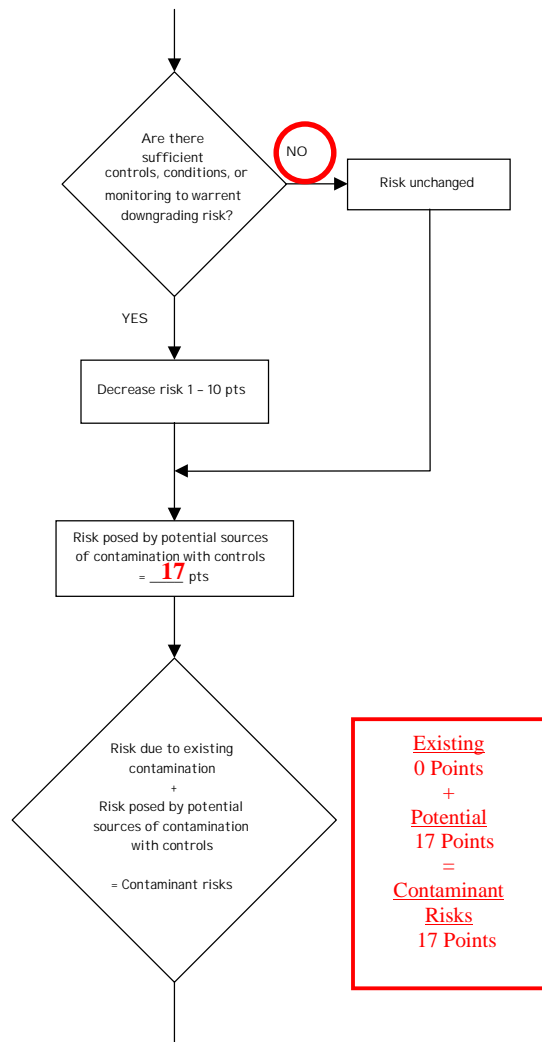 Are there
sufficient
controls, conditions, or
monitoring to warrent
downgrading risk?
NO
Risk unchanged
YES
Decrease risk 1 – 10 pts
Risk posed by potential sources
of contamination with controls
= 17 pts
Risk due to existing
contamination
+
Risk posed by potential
sources of contamination
with controls
= Contaminant risks
Existing
0 Points
+
Potential
17 Points
=
Contaminant
Risks
17 Points